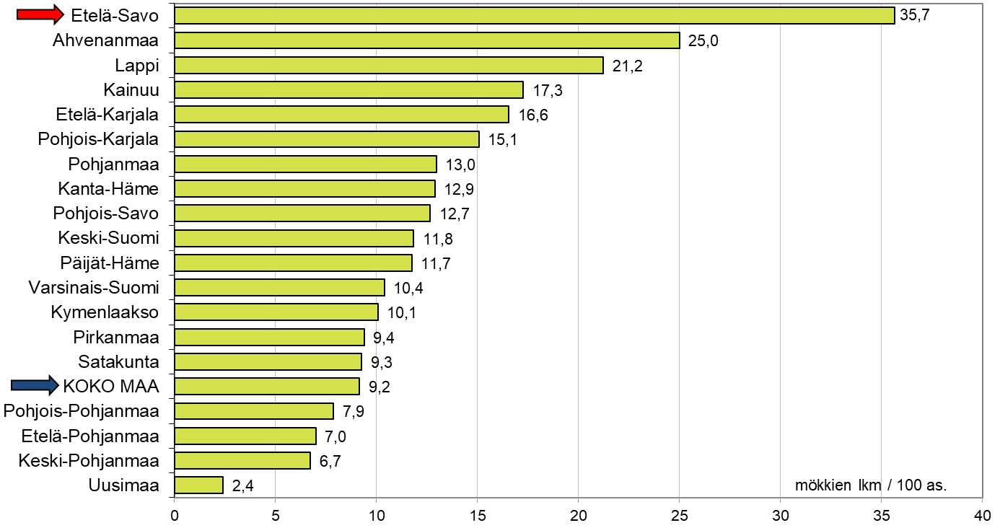 Etelä-Savo 35,7
Ahvenanmaa 25,0
Lappi 21,2
Kainuu 17,3
Etelä-Karjala 16,6
Pohjois-Karjala 15,1
Pohjanmaa 13,0
Kanta-Häme 12,9
Pohjois-Savo 12,7
Keski-Suomi 11,8
Päijät-Häme 11,7
Varsinais-Suomi 10,4
Kymenlaakso 10,1
Pirkanmaa 9,4
Satakunta 9,3
KOKO MAA 9,2
Pohjois-Pohjanmaa 7,9
Etelä-Pohjanmaa 7,0
Keski-Pohjanmaa 6,7
Uusimaa 2,4 mökkien lkm / 100 as.
0 5 10 15 20 25 30 35 40